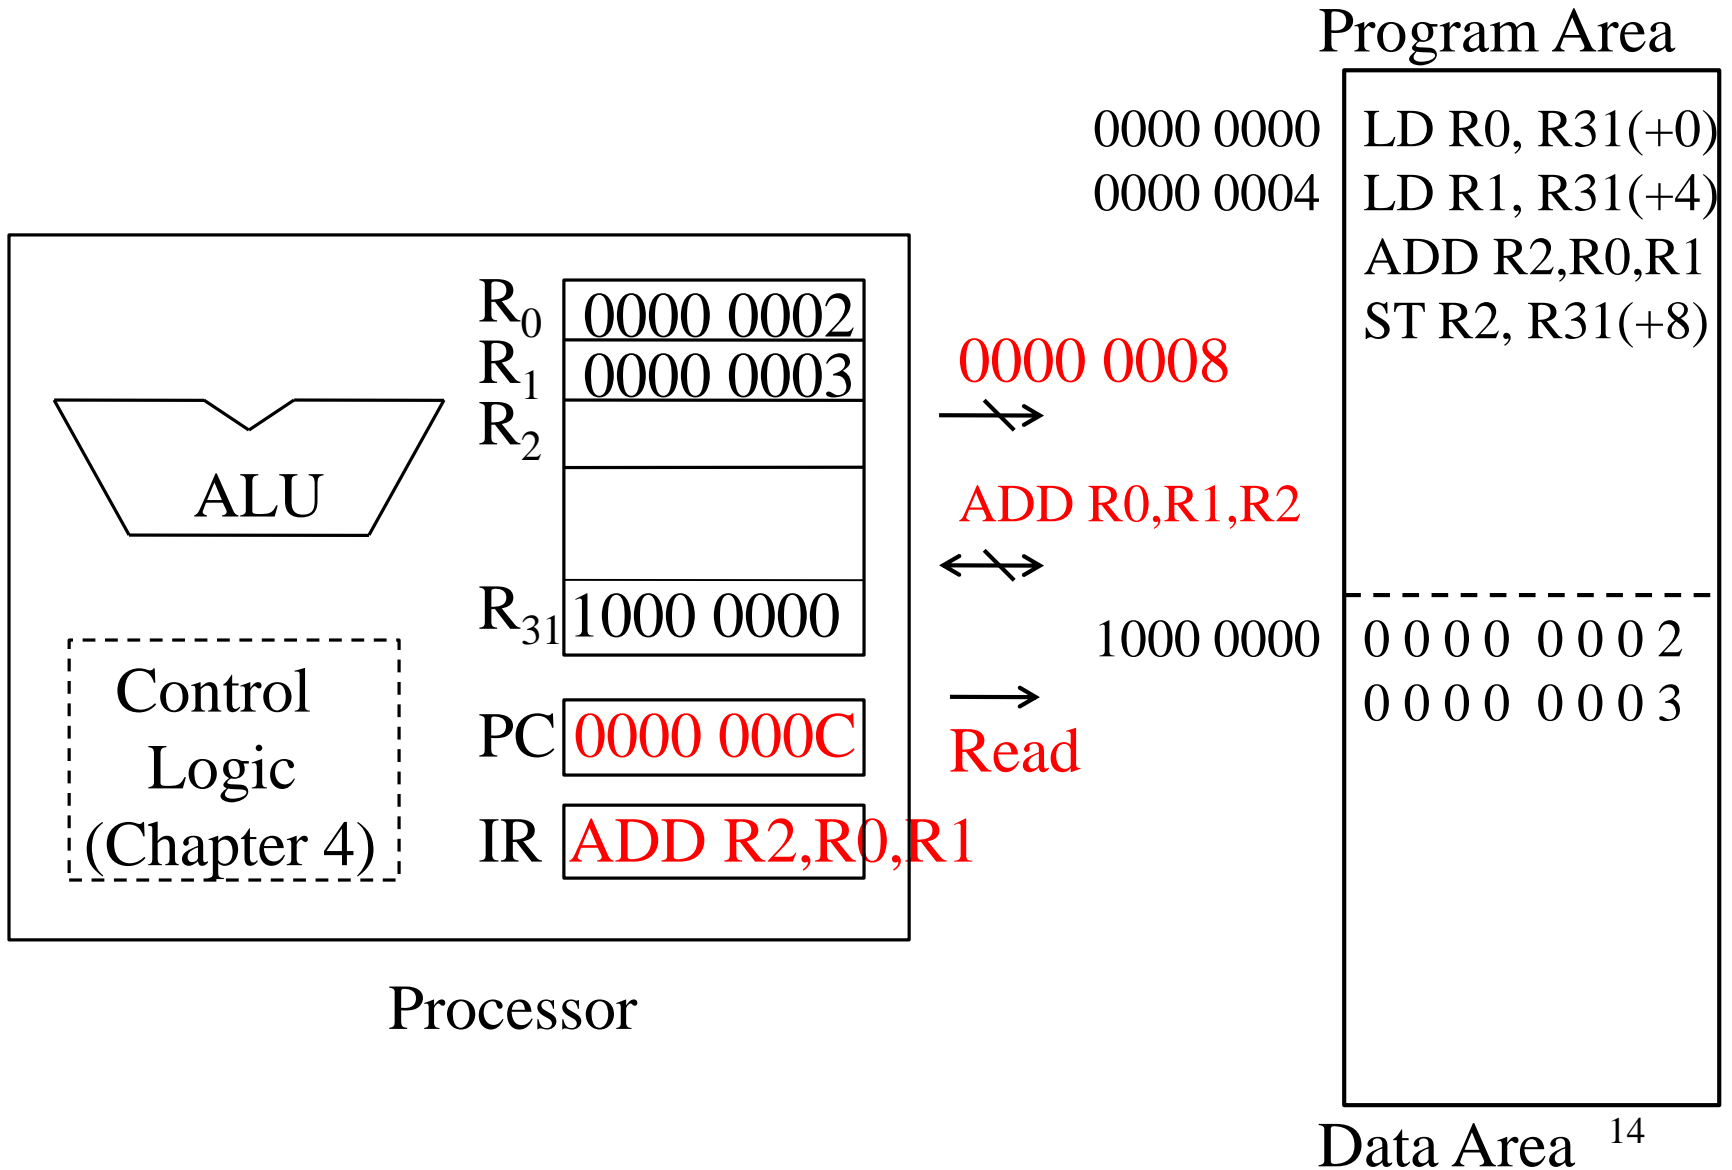 Program Area
0000 0000 LD R0, R31(+0)
0000 0004 LD R1, R31(+4)
ADD R2,R0,R1
ST R2, R31(+8)
R0 0000 0002
R1 0000 0003
R2
R31 1000 0000
ALU
Control
Logic
(Chapter 4)
PC 0000 000C
IR ADD R2,R0,R1
Processor
0000 0008
ADD R0,R1,R2
Read
1000 0000 0 0 0 0 0 0 0 2
0 0 0 0 0 0 0 3
Data Area 14